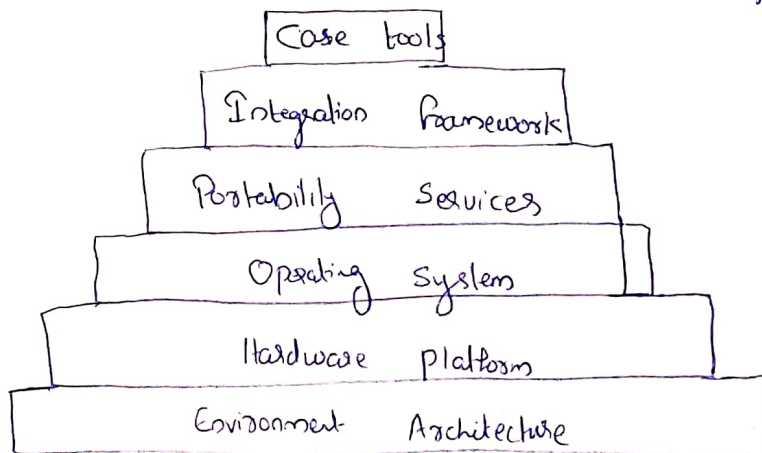 Case tools
Integration framework
Portability Services
Operating System
Hardware Platform
Environment Architecture